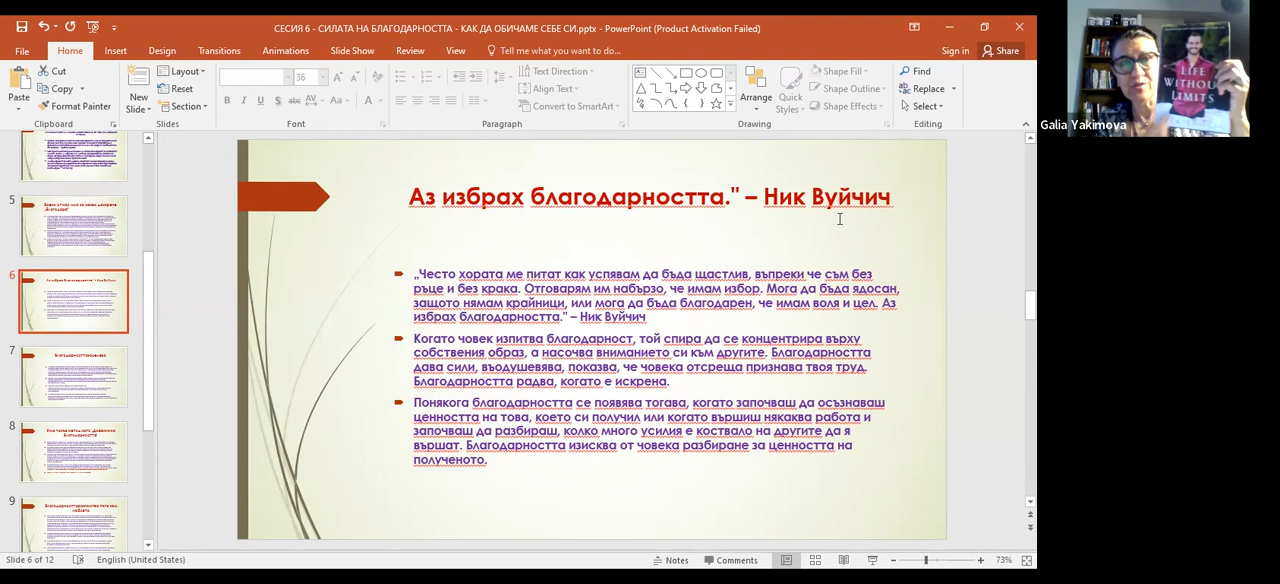 СЕСИЯ 6 - СИЛАТА НА БЛАГОДАРНОСТТА - КАК ДА ОБИЧАМЕ СЕБЕ СИ.pptx - PowerPoint (Product Activation Failed)
File Home Insert Design Transitions Animations Slide Show Review View Tell me what you want to do... Sign in Share
Paste Cut Copy Format Painter
Clipboard
New Slide Layout Reset Section
Slides
36
B I U S abc AV Aa A
Font
Text Direction
Align Text
Convert to SmartArt
Paragraph
Arrange
Quick Styles
Shape Fill
Shape Outline
Shape Effects
Drawing
Find
Replace
Select
Editing
Galia Yakimova
LIFE
WITHOUT
LIMITS
5
6
7
8
9
Аз избрах благодарността." – Ник Вуйчич
„Често хората ме питат как успявам да бъда щастлив, въпреки че съм без
ръце и без крака. Отговарям им набързо, че имам избор. Мога да бъда ядосан,
защото нямам крайници, или мога да бъда благодарен, че имам воля и цел. Аз
избрах благодарността." – Ник Вуйчич
Когато човек изпитва благодарност, той спира да се концентрира върху
собствения образ, а насочва вниманието си към другите. Благодарността
дава сили, въодушевява, показва, че човека отсреща признава твоя труд.
Благодарността радва, когато е искрена.
Понякога благодарността се появява тогава, когато започваш да осъзнаваш
ценността на това, което си получил или когато вършиш някаква работа и
започваш да разбираш, колко много усилия е коствало на другите да я
вършат. Благодарността изисква от човека разбиране за ценността на
полученото.
Slide 6 of 12 English (United States) Notes Comments 73%